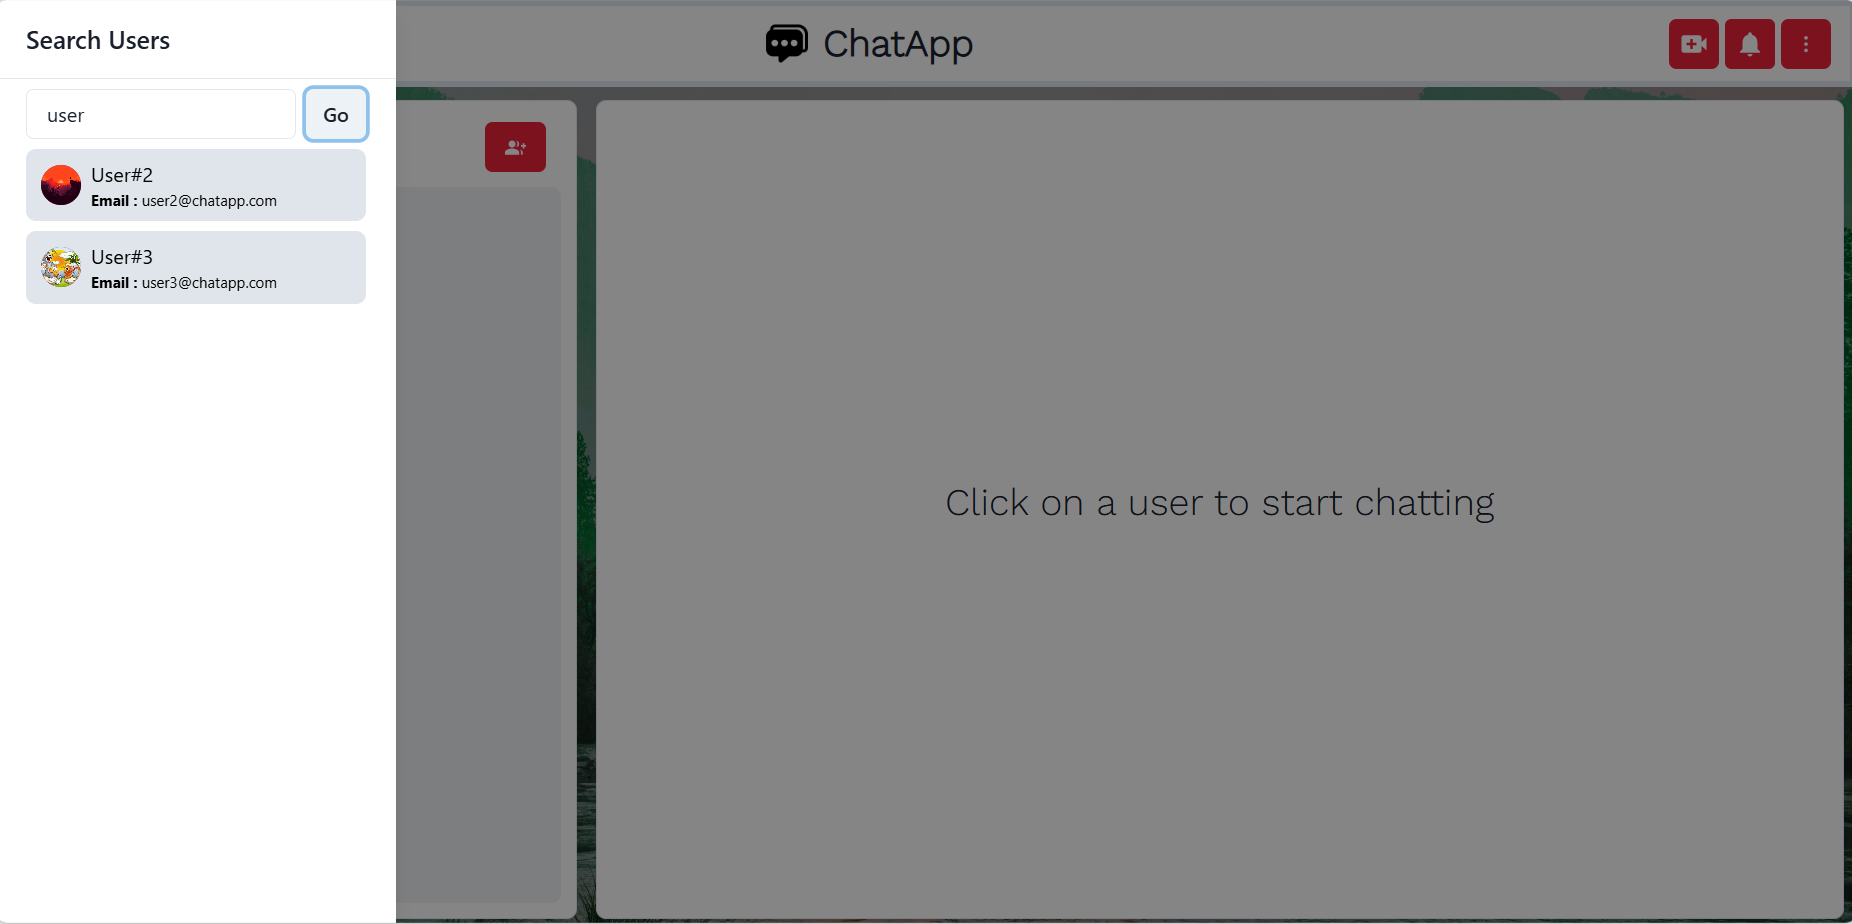 Search Users
ChatApp
user
Go
User#2
Email : user2@chatapp.com
User#3
Email : user3@chatapp.com
Click on a user to start chatting